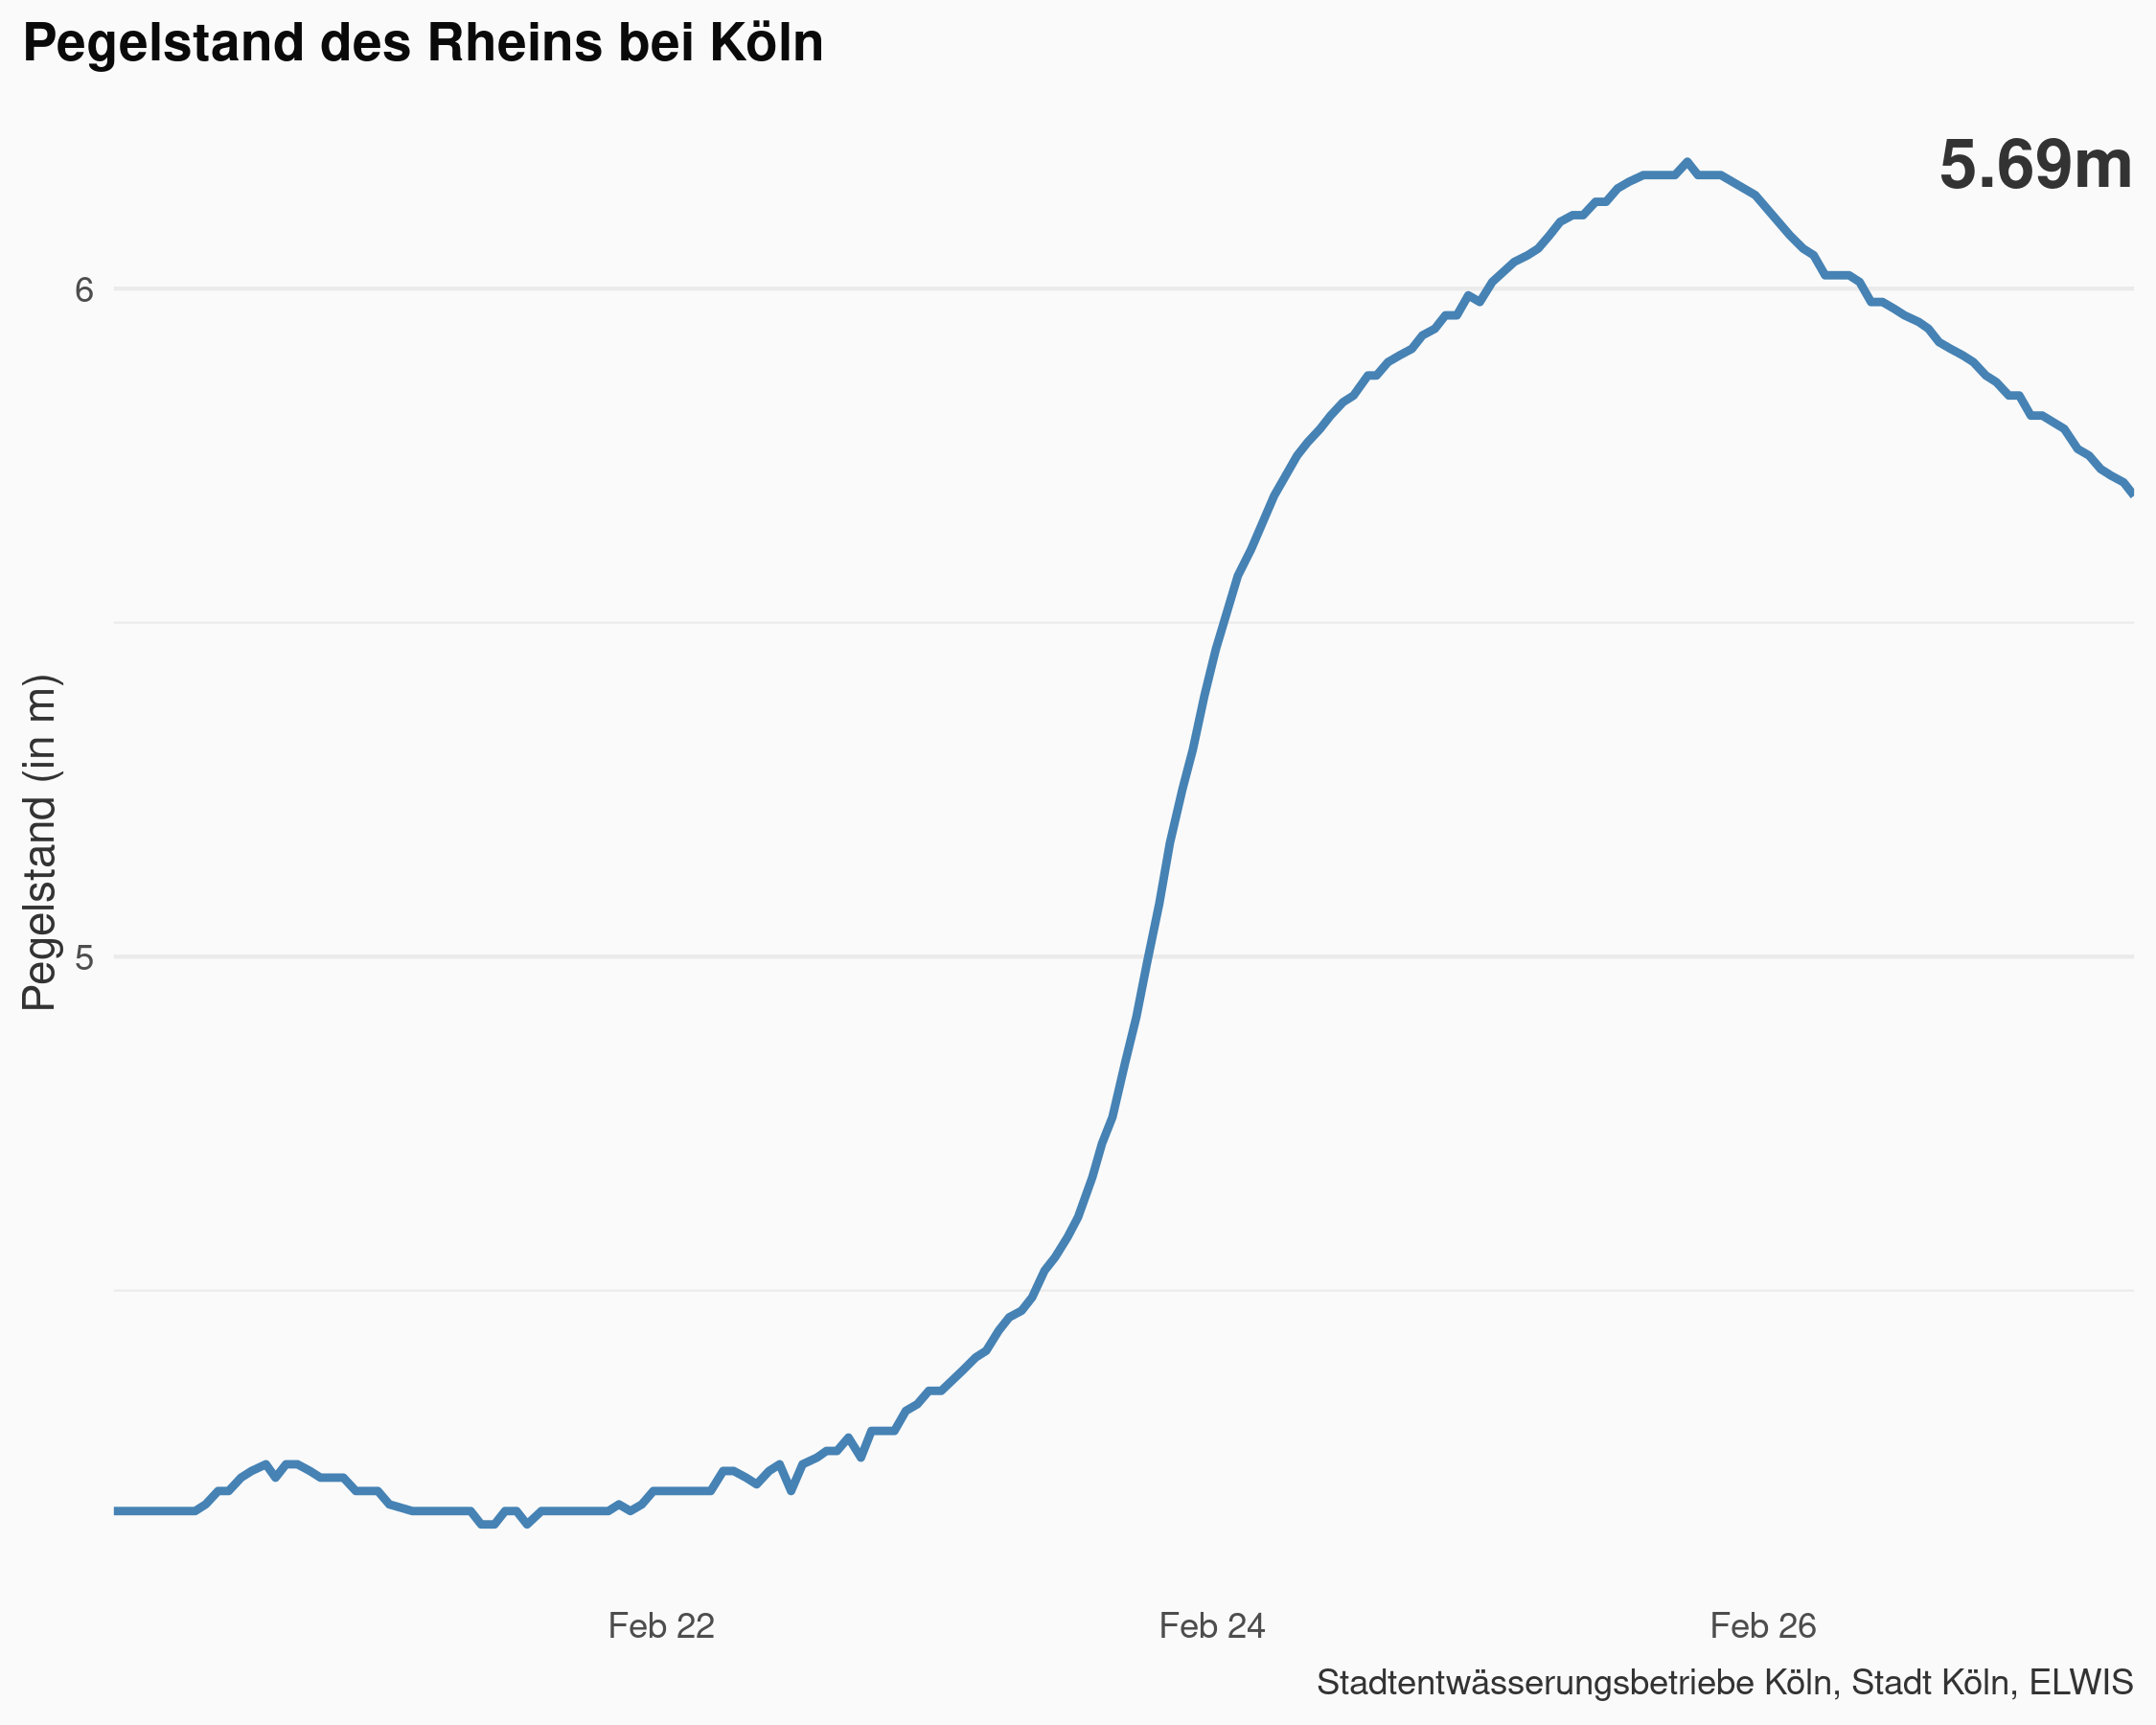 Pegelstand des Rheins bei Köln
5.69m
Pegelstand (in m)
6
5
Feb 22
Feb 24
Feb 26
Stadtentwässerungsbetriebe Köln, Stadt Köln, ELWIS